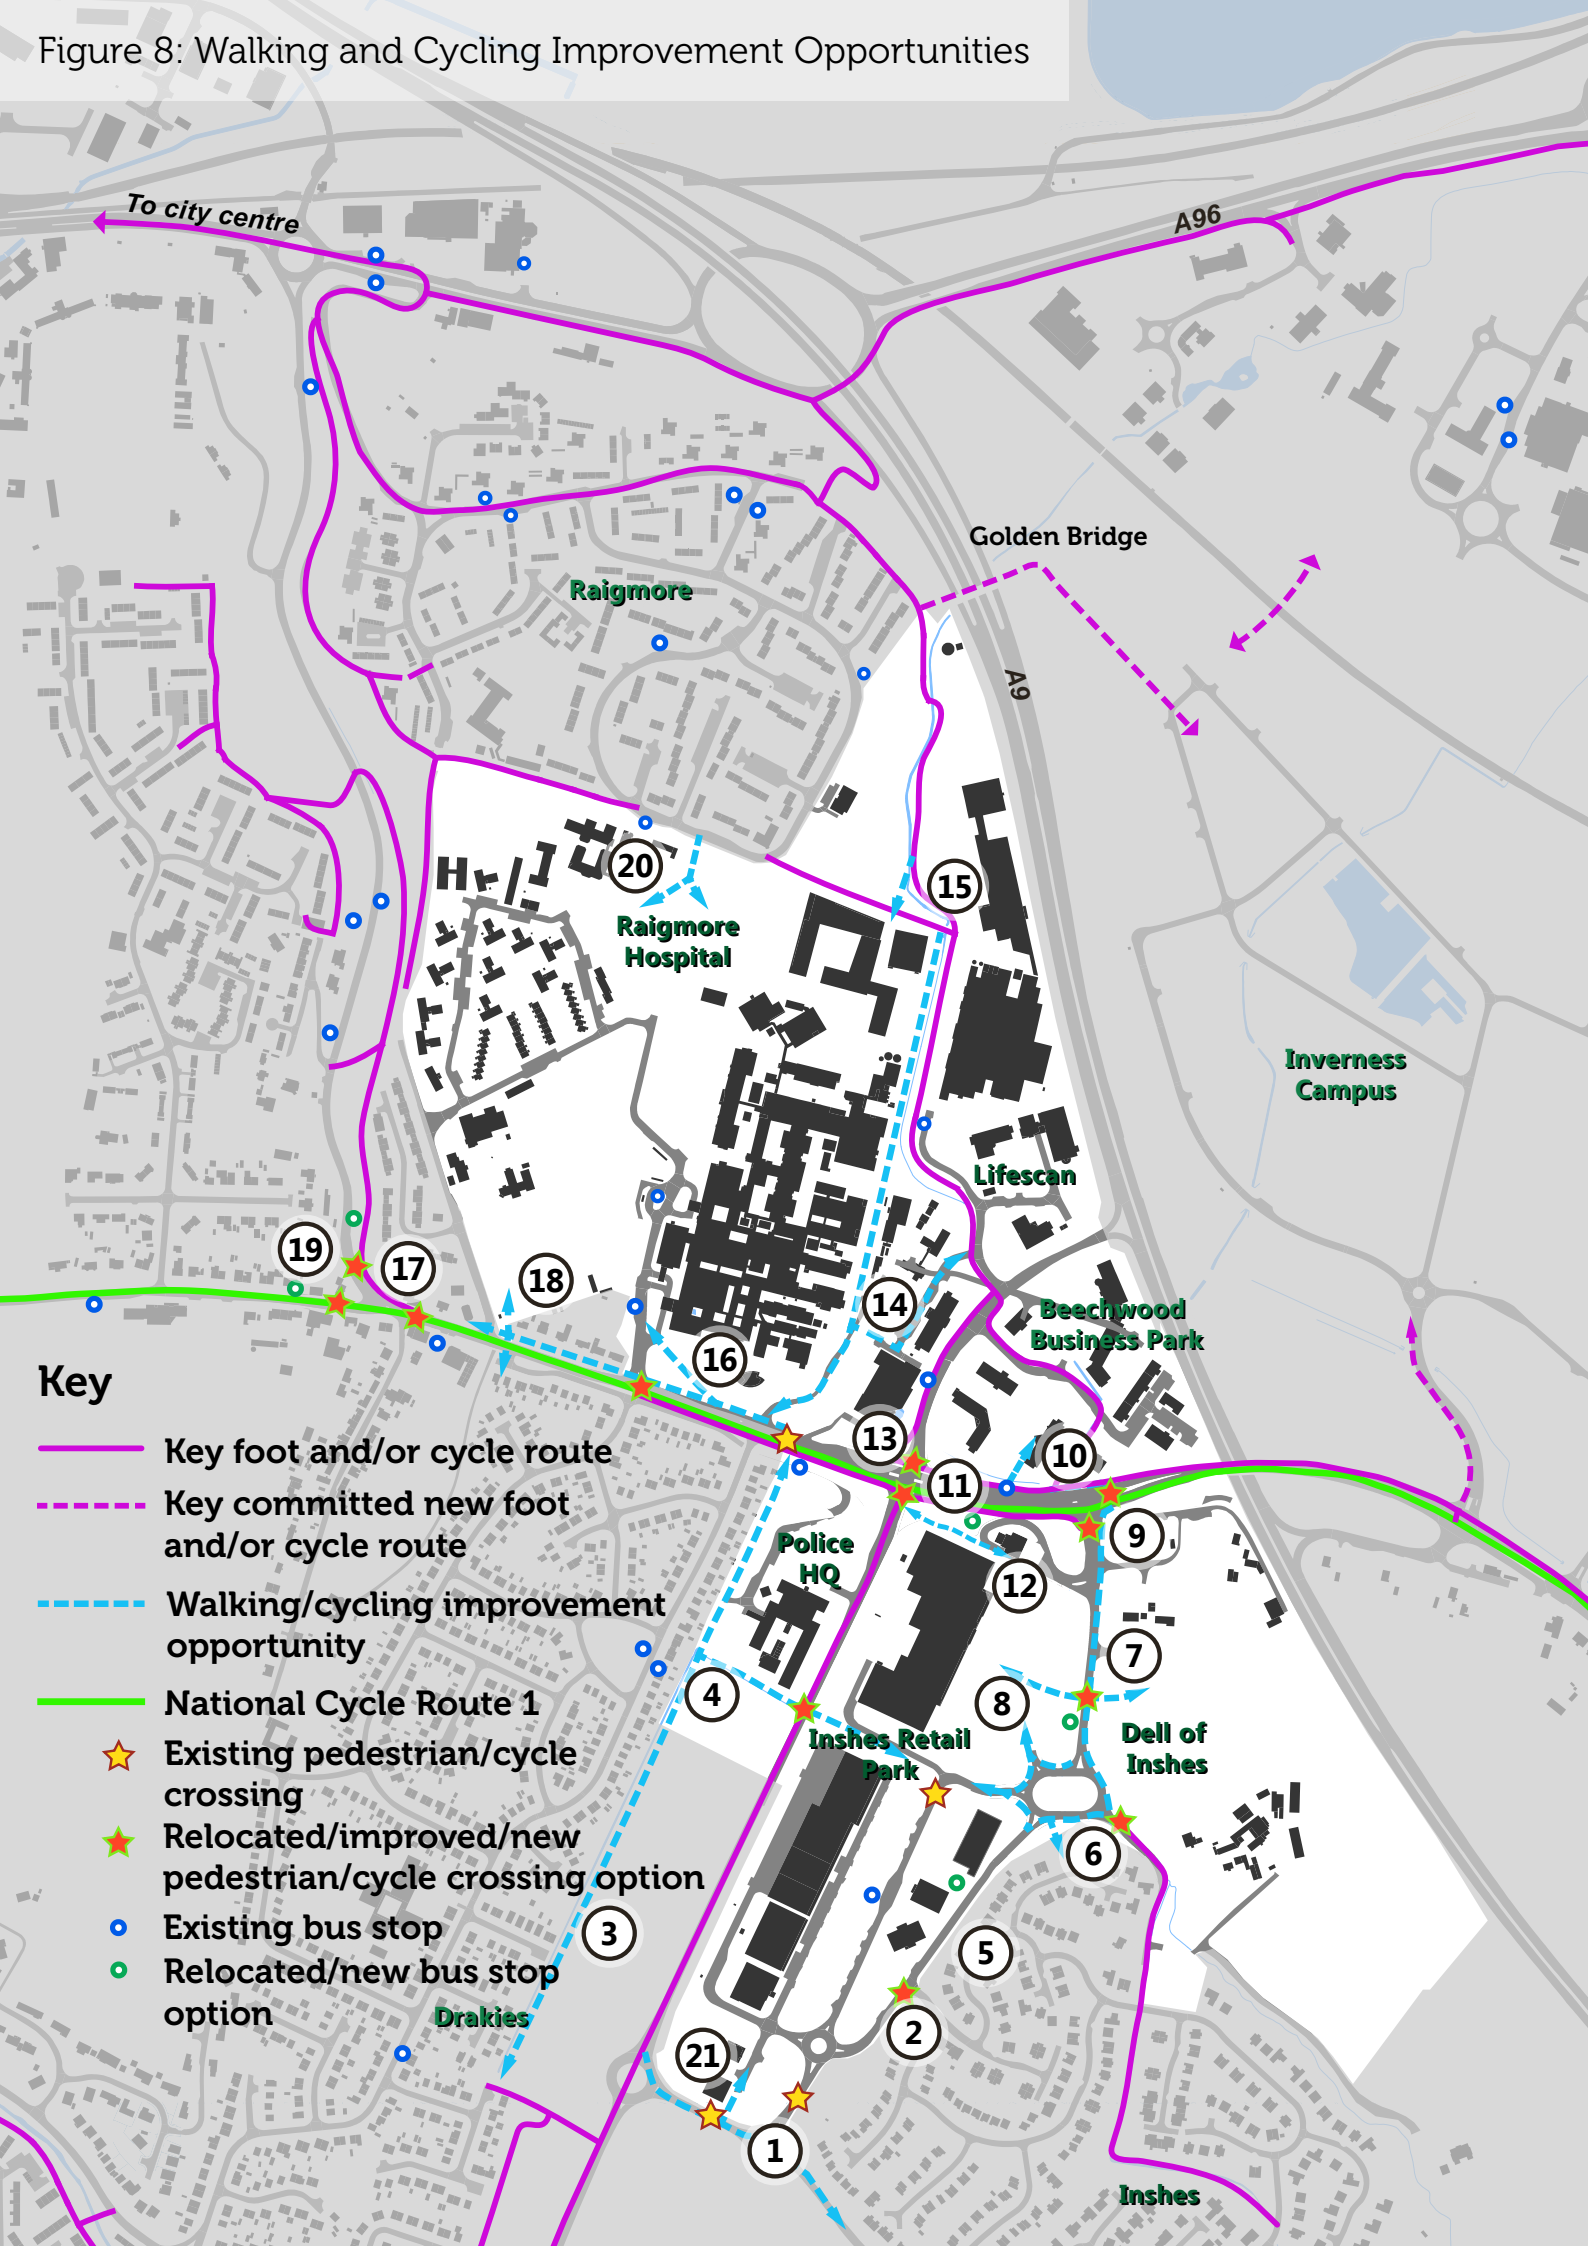 Figure 8: Walking and Cycling Improvement Opportunities
To city centre
A96
Golden Bridge
Raigmore
A9
20
15
Raigmore
Hospital
H
Inverness
Campus
Lifescan
19
17
18
14
Beechwood
Business Park
16
13
10
11
9
Police
HQ
12
7
4
8
Inshes Retail
Park
Dell of
Inshes
6
3
5
2
Drakies
21
1
Inshes
Key
Key foot and/or cycle route
Key committed new foot
and/or cycle route
Walking/cycling improvement
opportunity
National Cycle Route 1
Existing pedestrian/cycle
crossing
Relocated/improved/new
pedestrian/cycle crossing option
Existing bus stop
Relocated/new bus stop
option